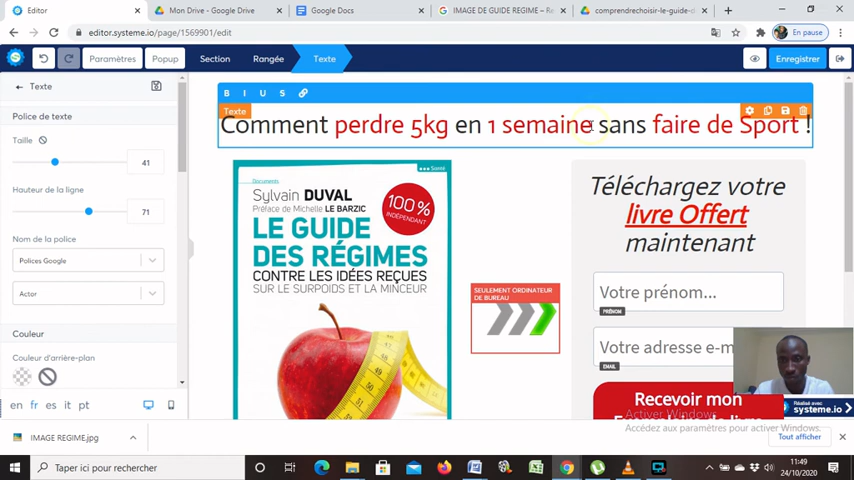 Editor
Mon Drive - Google Drive
Google Docs
IMAGE DE GUIDE REGIME - Re
comprendrechoisir-le-guide-d
editor.systeme.io/page/1569901/edit
En pause
Paramètres
Popup
Section
Rangée
Texte
Enregistrer
Texte
B I U S
Police de texte
Taille
41
Hauteur de la ligne
71
Nom de la police
Polices Google
Actor
Couleur
Couleur d'arrière-plan
en fr es it pt
Texte
Comment perdre 5kg en 1 semaine sans faire de Sport !
Documents
Santé
Sylvain DUVAL
Préface de Michelle LE BARZIC
100 %
INDÉPENDANT
LE GUIDE
DES RÉGIMES
CONTRE LES IDÉES REÇUES
SUR LE SURPOIDS ET LA MINCEUR
SEULEMENT ORDINATEUR
DE BUREAU
Téléchargez votre
livre Offert
maintenant
Votre prénom...
PRÉNOM
Votre adresse e-m
EMAIL
Recevoir mon
Réalisé avec
systeme.io
Activer Windows
Accédez aux paramètres pour activer Windows.
IMAGE REGIME.jpg
Tout afficher
Taper ici pour rechercher
11:49
24/10/2020